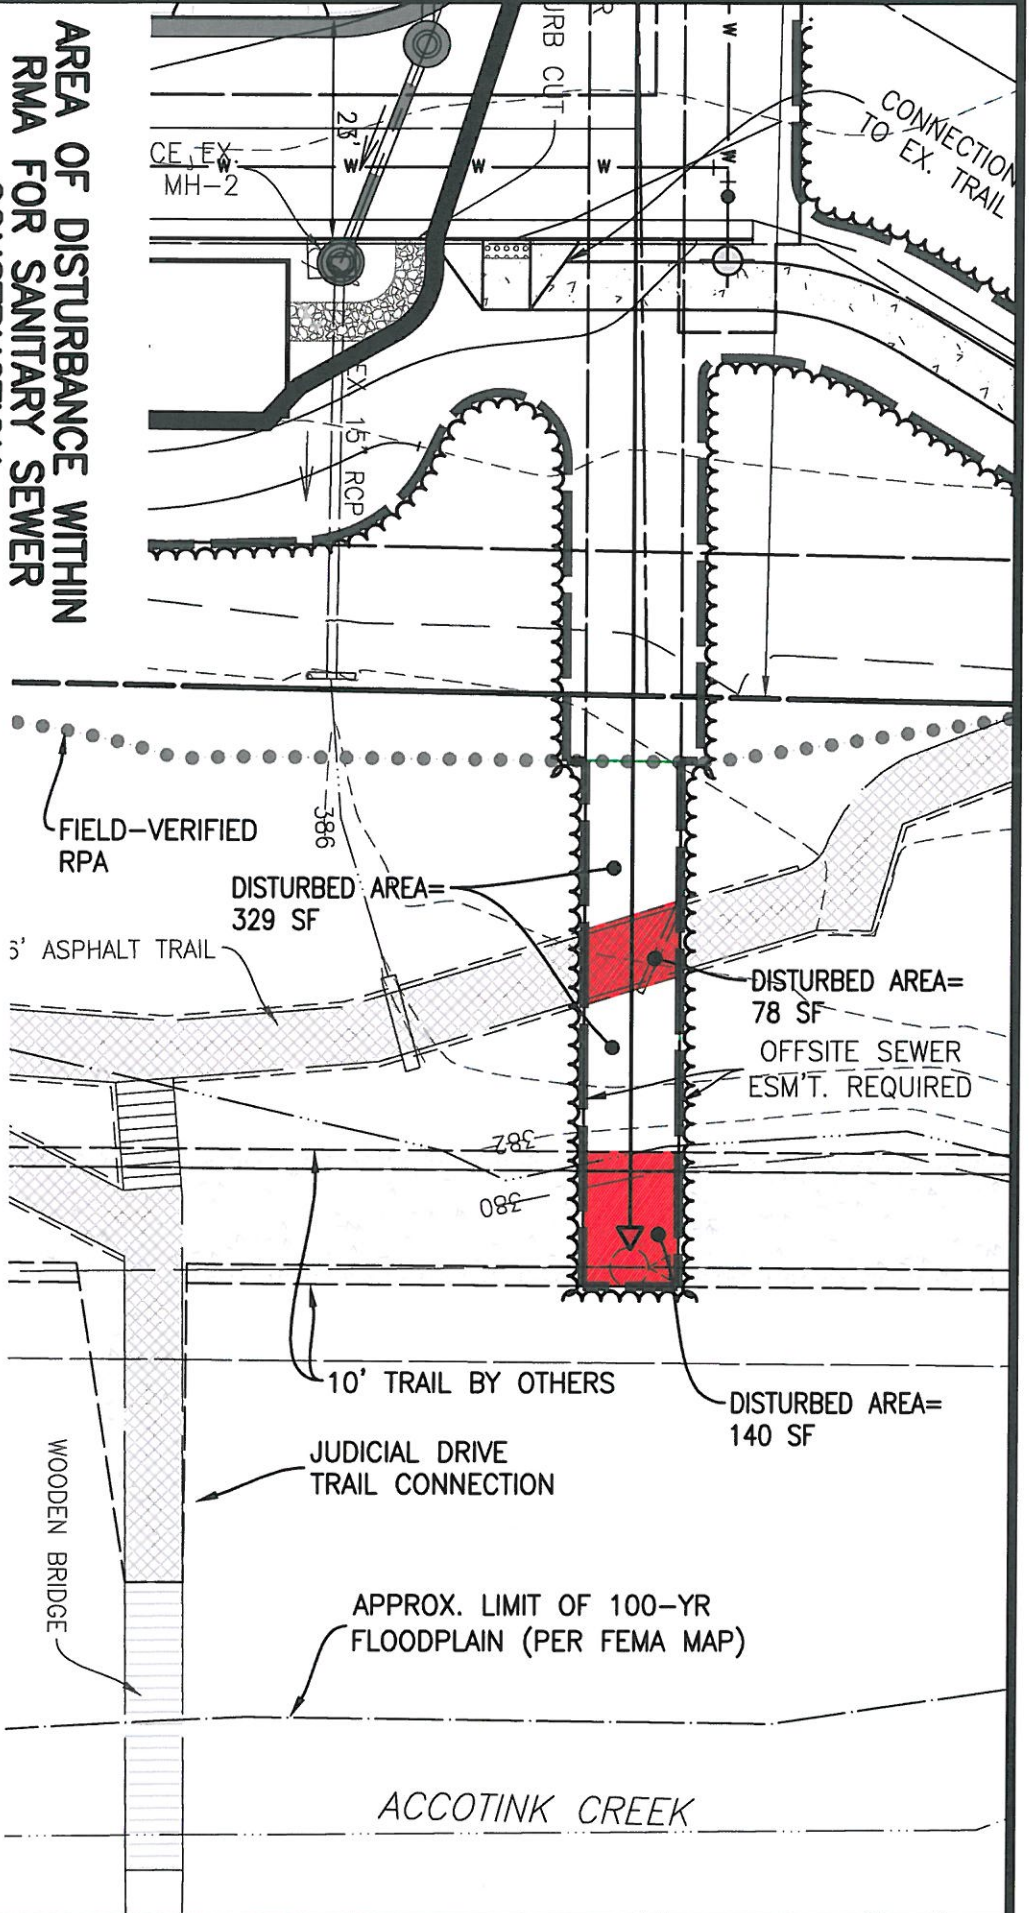 AREA OF DISTURBANCE WITHIN
RMA FOR SANITARY SEWER
URB CUT
R
W
W
CONNECTION
TO EX. TRAIL
23'
CE, EX.
MH-2
W
W
W
W
EX 15" RCP
386
FIELD-VERIFIED
RPA
DISTURBED AREA=
329 SF
6' ASPHALT TRAIL
DISTURBED AREA=
78 SF
OFFSITE SEWER
ESM'T. REQUIRED
382
380
10' TRAIL BY OTHERS
DISTURBED AREA=
140 SF
JUDICIAL DRIVE
TRAIL CONNECTION
WOODEN BRIDGE
APPROX. LIMIT OF 100-YR
FLOODPLAIN (PER FEMA MAP)
ACCOTINK CREEK